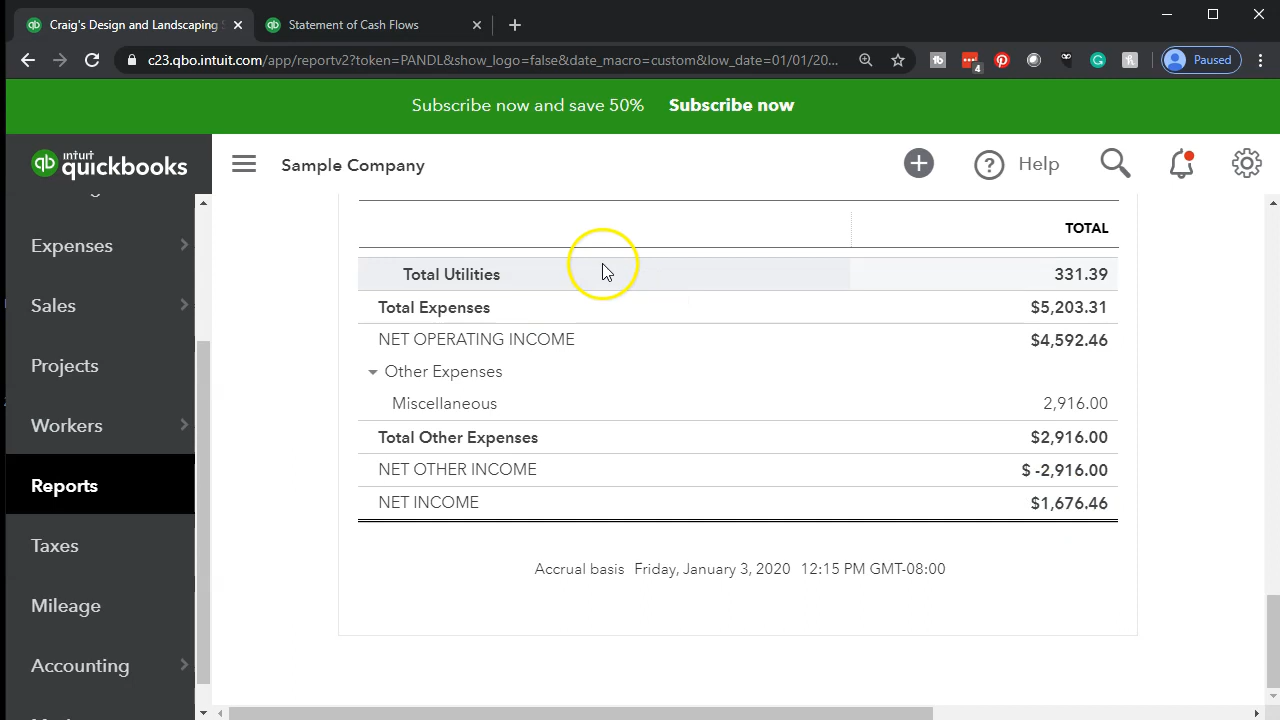 Craig's Design and Landscaping
Statement of Cash Flows
c23.qbo.intuit.com/app/reportv2?token=PANDL&show_logo=false&date_macro=custom&low_date=01/01/20...
4
Paused
Subscribe now and save 50% Subscribe now
intuit
quickbooks
qb
Sample Company
Help
Expenses
Sales
Projects
Workers
Reports
Taxes
Mileage
Accounting
TOTAL
Total Utilities 331.39
Total Expenses $5,203.31
NET OPERATING INCOME $4,592.46
Other Expenses
Miscellaneous 2,916.00
Total Other Expenses $2,916.00
NET OTHER INCOME $ -2,916.00
NET INCOME $1,676.46
Accrual basis Friday, January 3, 2020 12:15 PM GMT-08:00